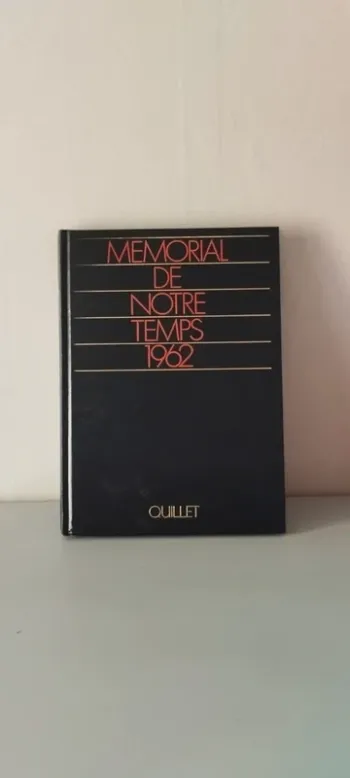 MEMORIAL
DE
NOTRE
TEMPS
1962
QUILLET